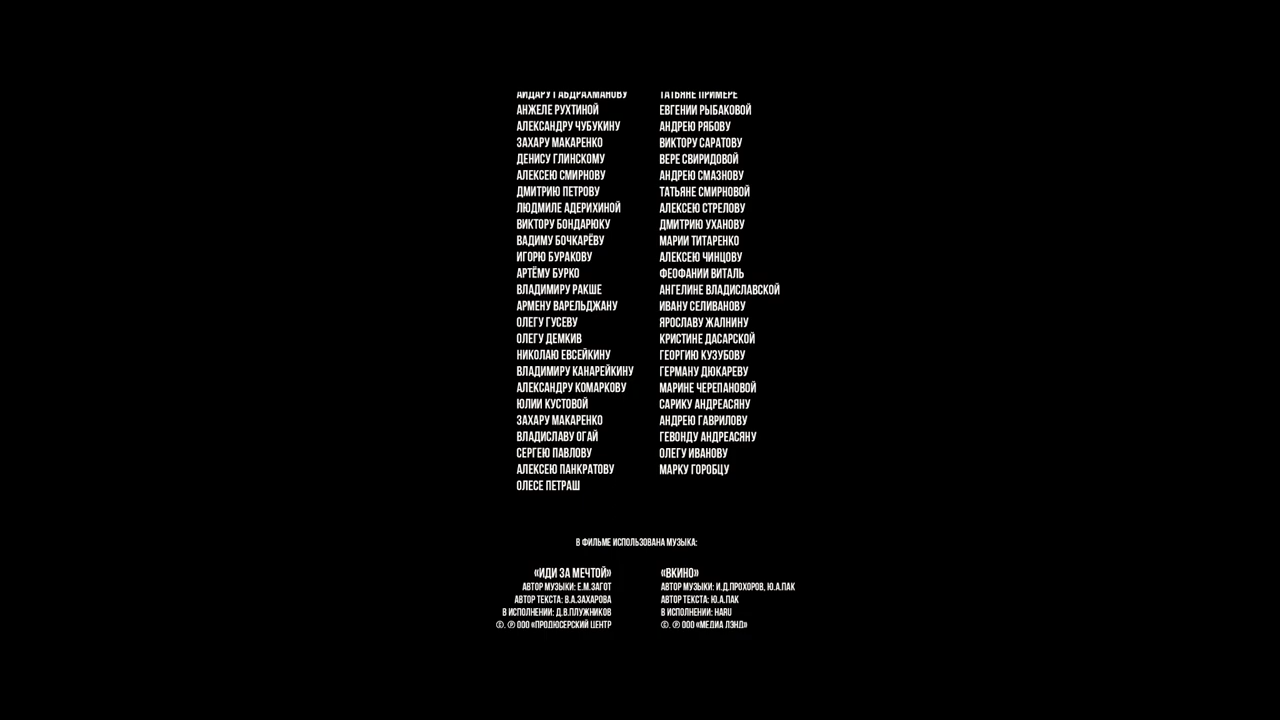 АЙДАРУ ГАБДРАХМАНОВУ
АНЖЕЛЕ РУХТИНОЙ
АЛЕКСАНДРУ ЧУБУКИНУ
ЗАХАРУ МАКАРЕНКО
ДЕНИСУ ГЛИНСКОМУ
АЛЕКСЕЮ СМИРНОВУ
ДМИТРИЮ ПЕТРОВУ
ЛЮДМИЛЕ АДЕРИХИНОЙ
ВИКТОРУ БОНДАРЮКУ
ВАДИМУ БОЧКАРЁВУ
ИГОРЮ БУРАКОВУ
АРТЁМУ БУРКО
ВЛАДИМИРУ РАКШЕ
АРМЕНУ ВАРЕЛЬДЖАНУ
ОЛЕГУ ГУСЕВУ
ОЛЕГУ ДЕМКИВ
НИКОЛАЮ ЕВСЕЙКИНУ
ВЛАДИМИРУ КАНАРЕЙКИНУ
АЛЕКСАНДРУ КОМАРКОВУ
ЮЛИИ КУСТОВОЙ
ЗАХАРУ МАКАРЕНКО
ВЛАДИСЛАВУ ОГАЙ
СЕРГЕЮ ПАВЛОВУ
АЛЕКСЕЮ ПАНКРАТОВУ
ОЛЕСЕ ПЕТРАШ
ТАТЬЯНЕ ПРИМЕРЕ
ЕВГЕНИИ РЫБАКОВОЙ
АНДРЕЮ РЯБОВУ
ВИКТОРУ САРАТОВУ
ВЕРЕ СВИРИДОВОЙ
АНДРЕЮ СМАЗНОВУ
ТАТЬЯНЕ СМИРНОВОЙ
АЛЕКСЕЮ СТРЕЛОВУ
ДМИТРИЮ УХАНОВУ
МАРИИ ТИТАРЕНКО
АЛЕКСЕЮ ЧИНЦОВУ
ФЕОФАНИИ ВИТАЛЬ
АНГЕЛИНЕ ВЛАДИСЛАВСКОЙ
ИВАНУ СЕЛИВАНОВУ
ЯРОСЛАВУ ЖАЛНИНУ
КРИСТИНЕ ДАСАРСКОЙ
ГЕОРГИЮ КУЗУБОВУ
ГЕРМАНУ ДЮКАРЕВУ
МАРИНЕ ЧЕРЕПАНОВОЙ
САРИКУ АНДРЕАСЯНУ
АНДРЕЮ ГАВРИЛОВУ
ГЕВОНДУ АНДРЕАСЯНУ
ОЛЕГУ ИВАНОВУ
МАРКУ ГОРОБЦУ
В ФИЛЬМЕ ИСПОЛЬЗОВАНА МУЗЫКА:
«ИДИ ЗА МЕЧТОЙ»
АВТОР МУЗЫКИ: Е.М.ЗАГОТ
АВТОР ТЕКСТА: В.А.ЗАХАРОВА
В ИСПОЛНЕНИИ: Д.В.ПЛУЖНИКОВ
©, ℗ ООО «ПРОДЮСЕРСКИЙ ЦЕНТР
«ВКИНО»
АВТОР МУЗЫКИ: И.Д.ПРОХОРОВ, Ю.А.ПАК
АВТОР ТЕКСТА: Ю.А.ПАК
В ИСПОЛНЕНИИ: HARU
©, ℗ ООО «МЕДИА ЛЭНД»